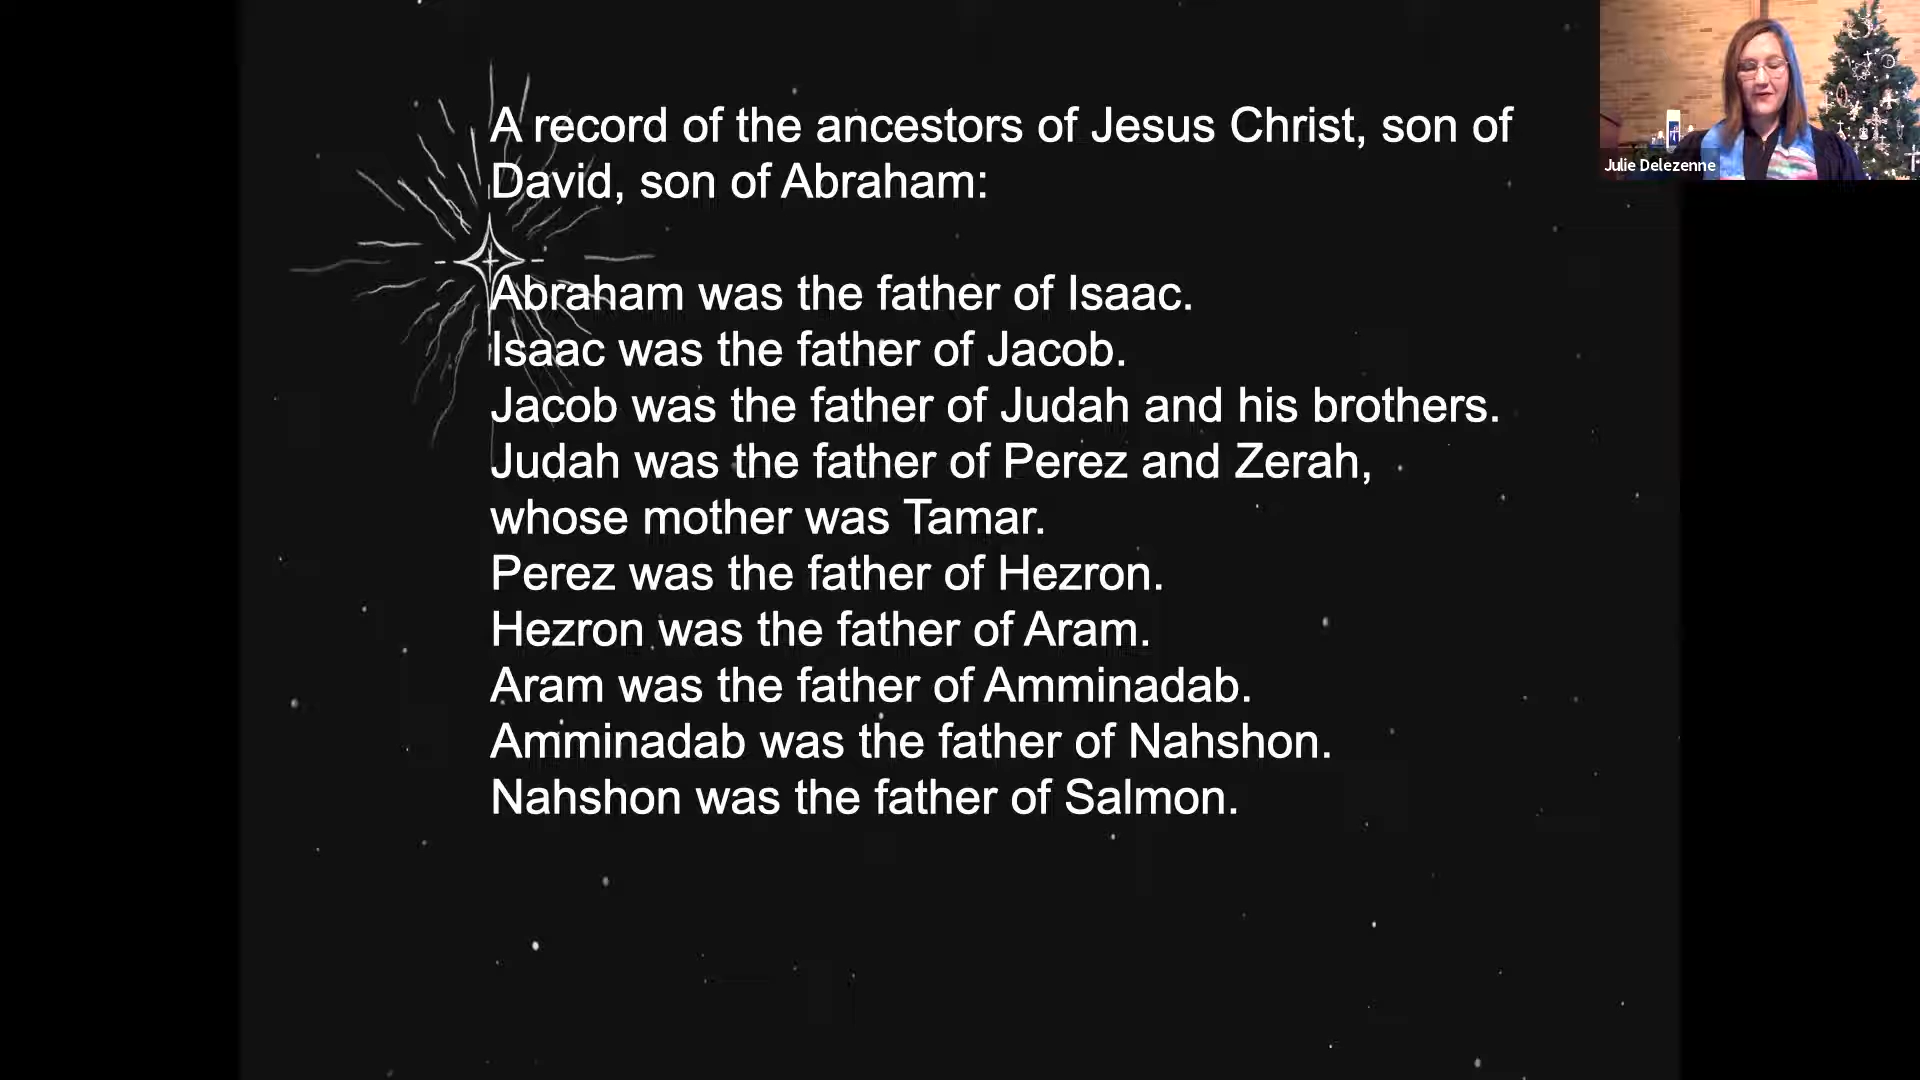 A record of the ancestors of Jesus Christ, son of
David, son of Abraham:
Abraham was the father of Isaac.
Isaac was the father of Jacob.
Jacob was the father of Judah and his brothers.
Judah was the father of Perez and Zerah,
whose mother was Tamar.
Perez was the father of Hezron.
Hezron was the father of Aram.
Aram was the father of Amminadab.
Amminadab was the father of Nahshon.
Nahshon was the father of Salmon.
Julie Delezenne